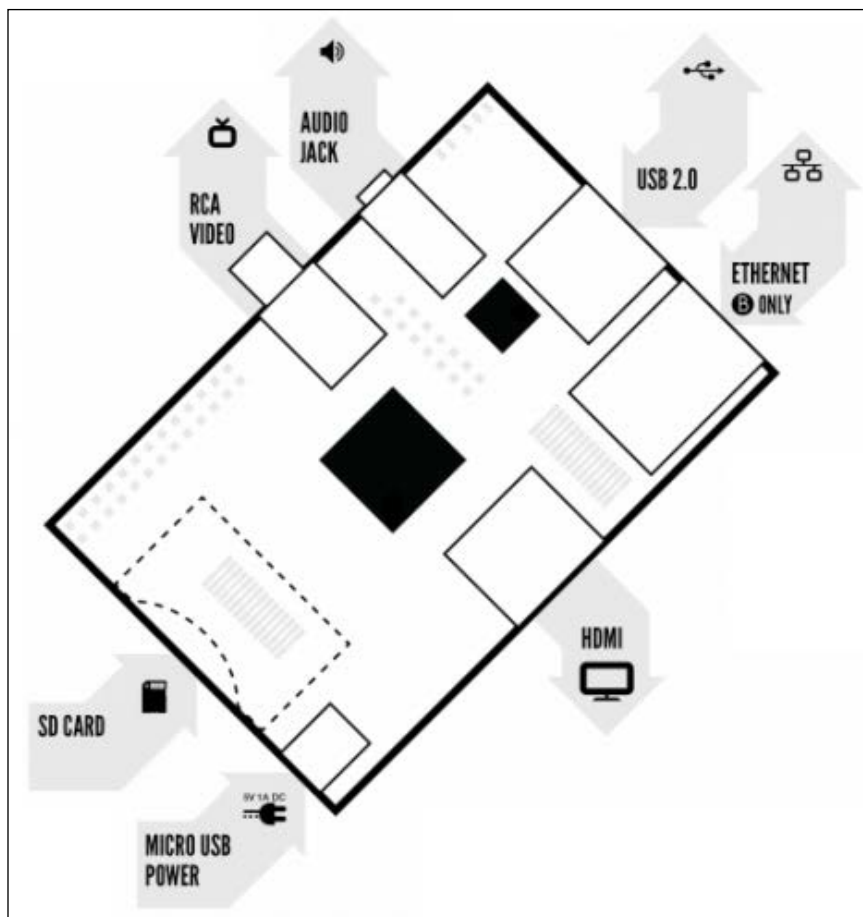 AUDIO
JACK
RCA
VIDEO
USB 2.0
ETHERNET
B ONLY
HDMI
SD CARD
5V 1A DC
MICRO USB
POWER